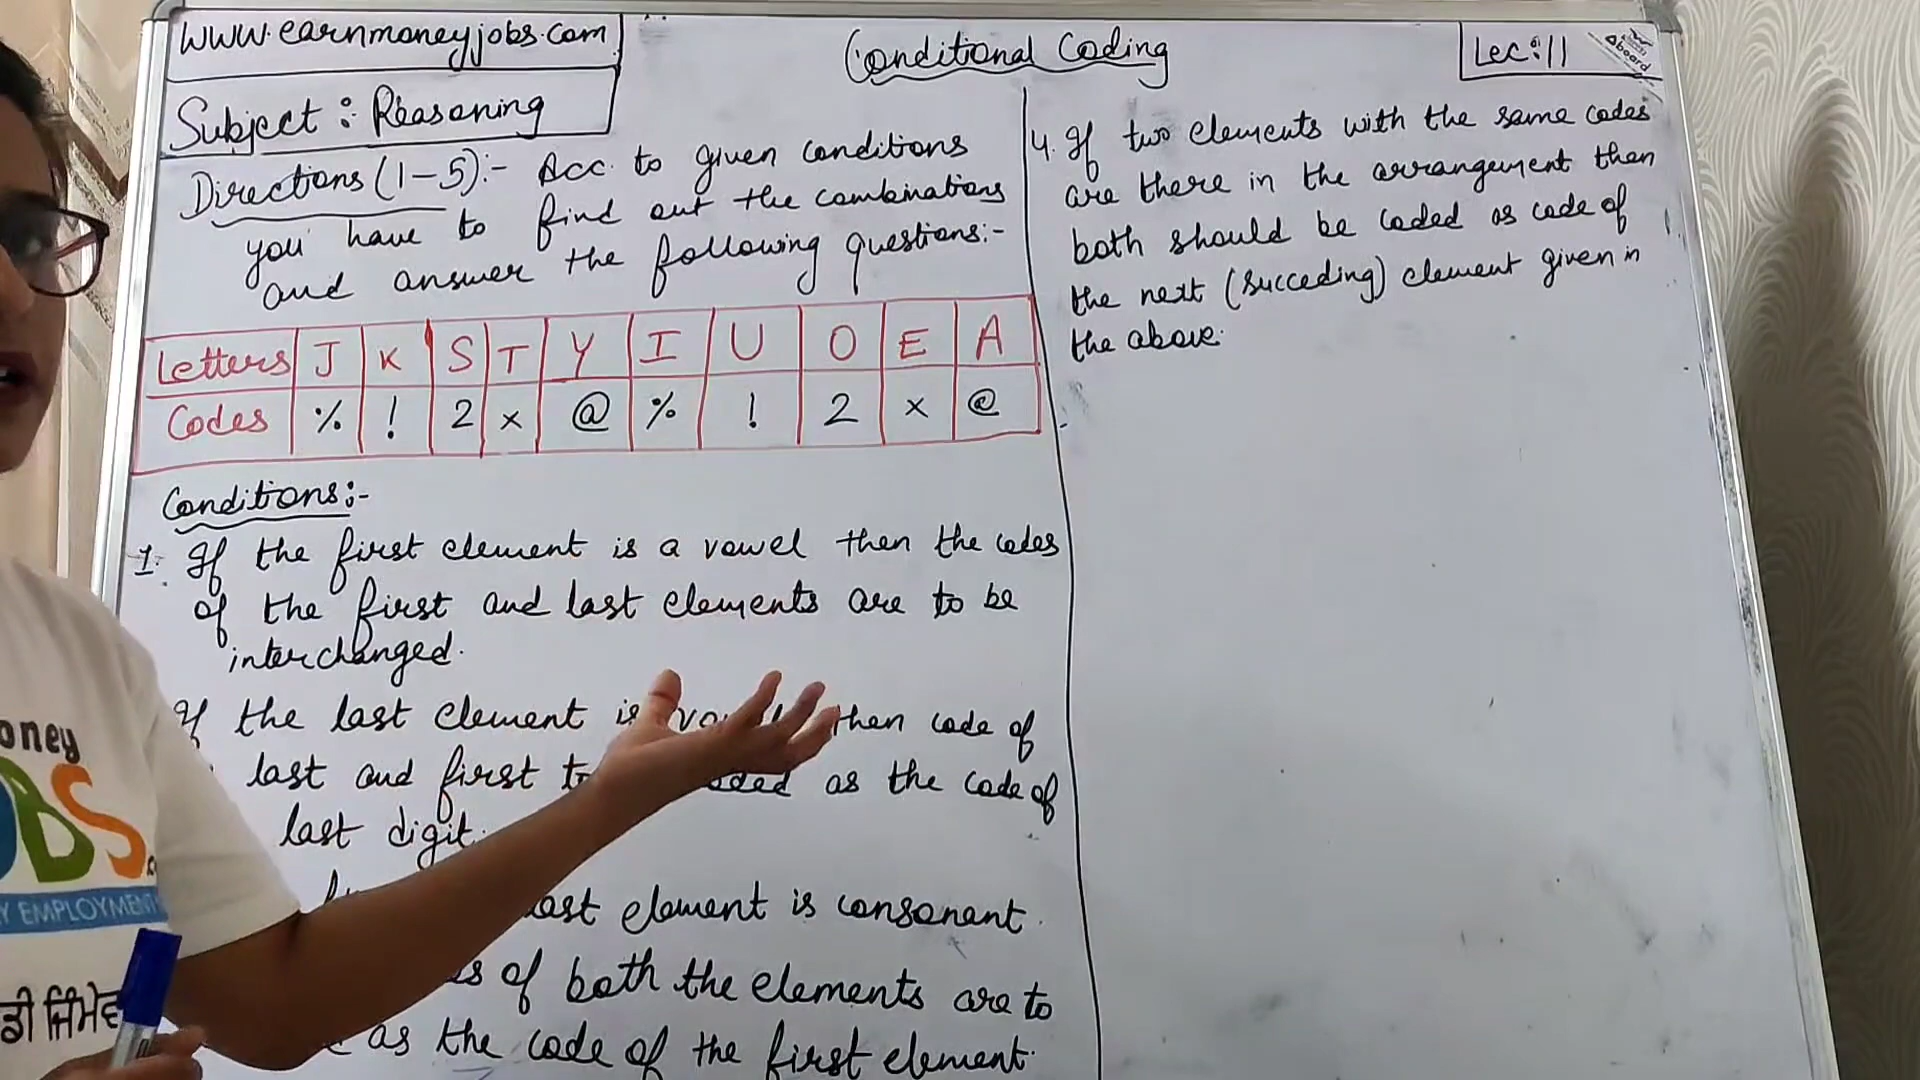 www.earnmoneyjobs.com
Conditional Coding
Lec:11
Aboard
Subject : Reasoning
Directions (1-5):- Acc. to given conditions
you have to find out the combinations
and answer the following questions:-
Letters J K S T Y I U O E A
Codes % ! 2 × @ % ! 2 × @
Conditions:-
1. If the first element is a vowel then the codes
of the first and last elements are to be
interchanged.
If the last element is then code of
last and first as the code of
last digit.
last element is consonant
of both the elements are to
as the code of the first element.
4. If two elements with the same codes
are there in the arrangement then
both should be coded as code of
the next (succeding) element given in
the above.
oney
OBS
Y EMPLOYMENT
ਡੀ ਜਿੰਮੇਵ